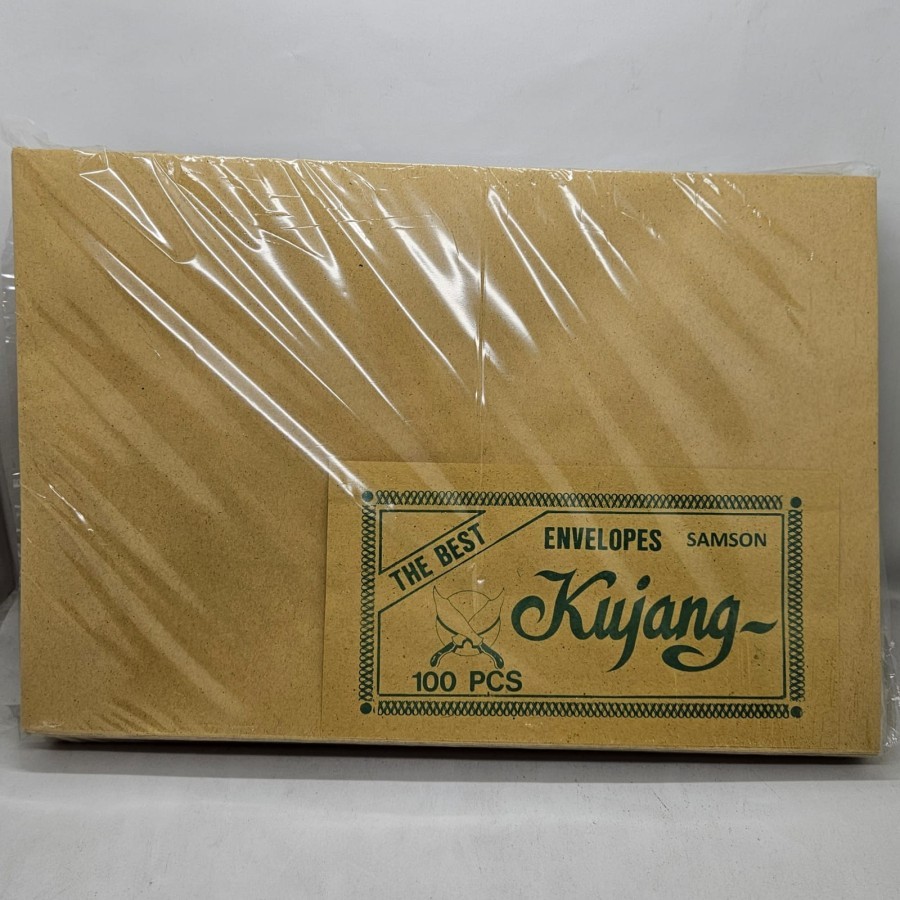 THE BEST
ENVELOPES SAMSON
Kujang
100 PCS